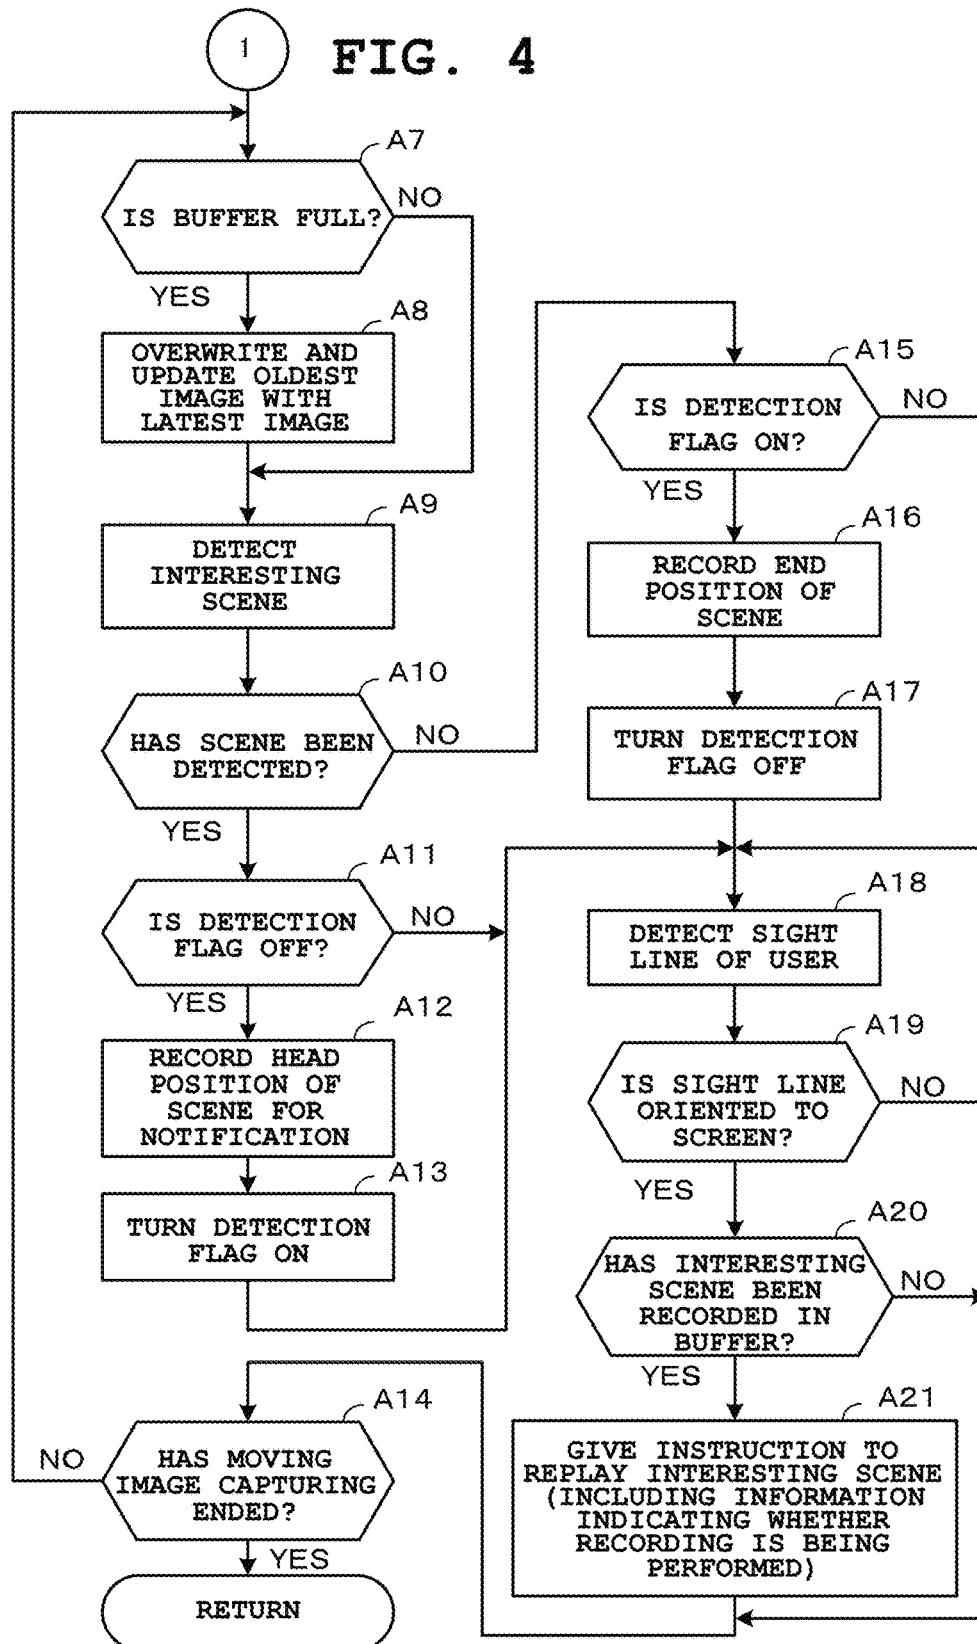 1
FIG. 4
A7
IS BUFFER FULL?
NO
YES
A8
OVERWRITE AND
UPDATE OLDEST
IMAGE WITH
LATEST IMAGE
A9
DETECT
INTERESTING
SCENE
A10
HAS SCENE BEEN
DETECTED?
NO
YES
A11
IS DETECTION
FLAG OFF?
NO
YES
A12
RECORD HEAD
POSITION OF
SCENE FOR
NOTIFICATION
A13
TURN DETECTION
FLAG ON
A14
HAS MOVING
IMAGE CAPTURING
ENDED?
NO
YES
RETURN
A15
IS DETECTION
FLAG ON?
NO
YES
A16
RECORD END
POSITION OF
SCENE
A17
TURN DETECTION
FLAG OFF
A18
DETECT SIGHT
LINE OF USER
A19
IS SIGHT LINE
ORIENTED TO
SCREEN?
NO
YES
A20
HAS INTERESTING
SCENE BEEN
RECORDED IN
BUFFER?
NO
YES
A21
GIVE INSTRUCTION TO
REPLAY INTERESTING SCENE
(INCLUDING INFORMATION
INDICATING WHETHER
RECORDING IS BEING
PERFORMED)